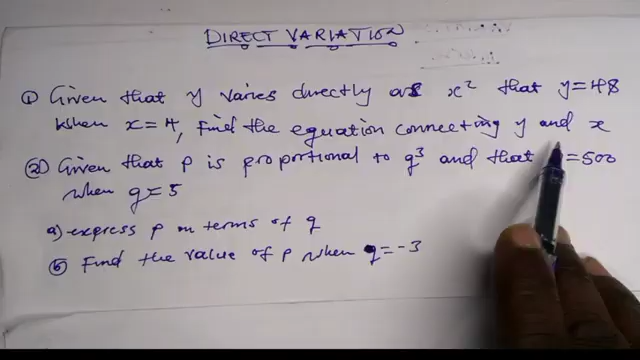 DIRECT VARIATION
① Given that y varies directly as x² that y=48
when x=4, find the equation connecting y and x
② Given that p is proportional to q³ and that =500
when q=5
a) express p in terms of q
⑥ Find the value of p when q=-3